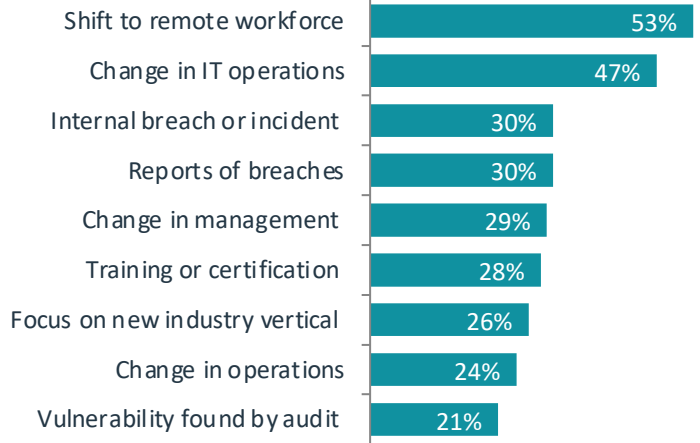 Shift to remote workforce 53%
Change in IT operations 47%
Internal breach or incident 30%
Reports of breaches 30%
Change in management 29%
Training or certification 28%
Focus on new industry vertical 26%
Change in operations 24%
Vulnerability found by audit 21%